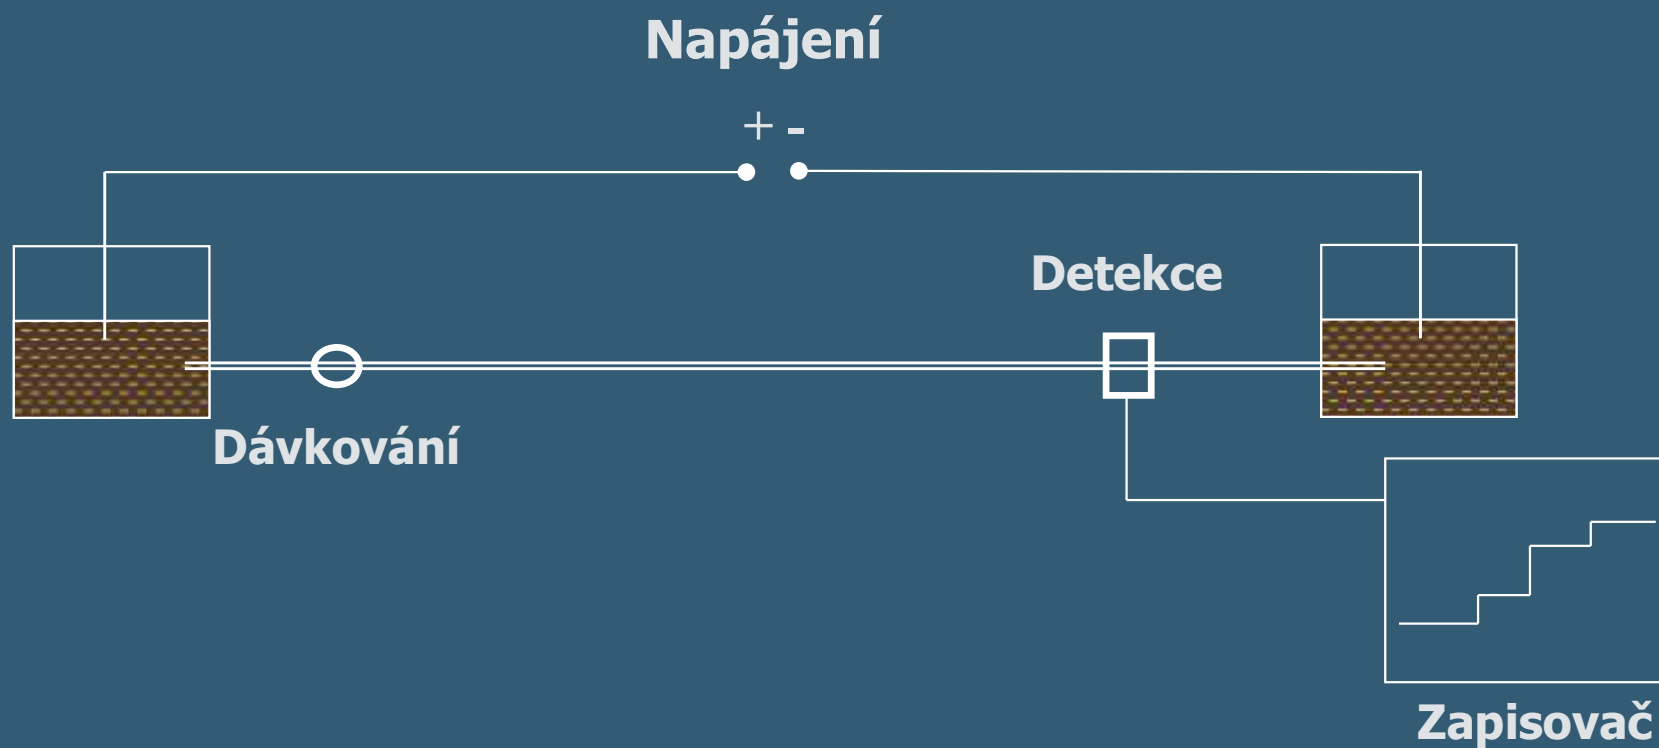 Napájení
+ -
Detekce
Dávkování
Zapisovač